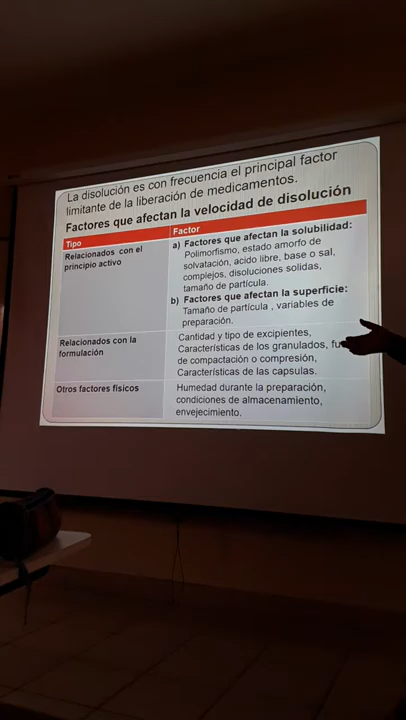 La disolución es con frecuencia el principal factor
limitante de la liberación de medicamentos.
Factores que afectan la velocidad de disolución
Tipo
Factor
Relacionados con el
principio activo
a) Factores que afectan la solubilidad:
Polimorfismo, estado amorfo de
solvatación, acido libre, base o sal,
complejos, disoluciones solidas,
tamaño de partícula.
b) Factores que afectan la superficie:
Tamaño de partícula , variables de
preparación.
Relacionados con la
formulación
Cantidad y tipo de excipientes,
Características de los granulados,
de compactación o compresión,
Características de las capsulas.
Otros factores físicos
Humedad durante la preparación,
condiciones de almacenamiento,
envejecimiento.